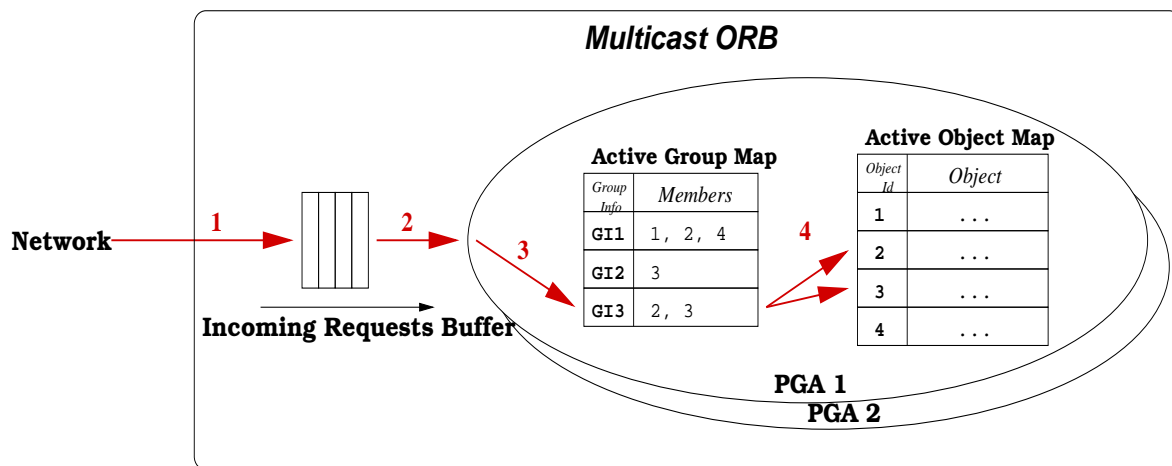 Multicast ORB
Active Group Map
Group Info
Members
GI1
1, 2, 4
GI2
3
GI3
2, 3
Active Object Map
Object Id
Object
1
. . .
2
. . .
3
. . .
4
. . .
Network
1
2
3
4
Incoming Requests Buffer
PGA 1
PGA 2